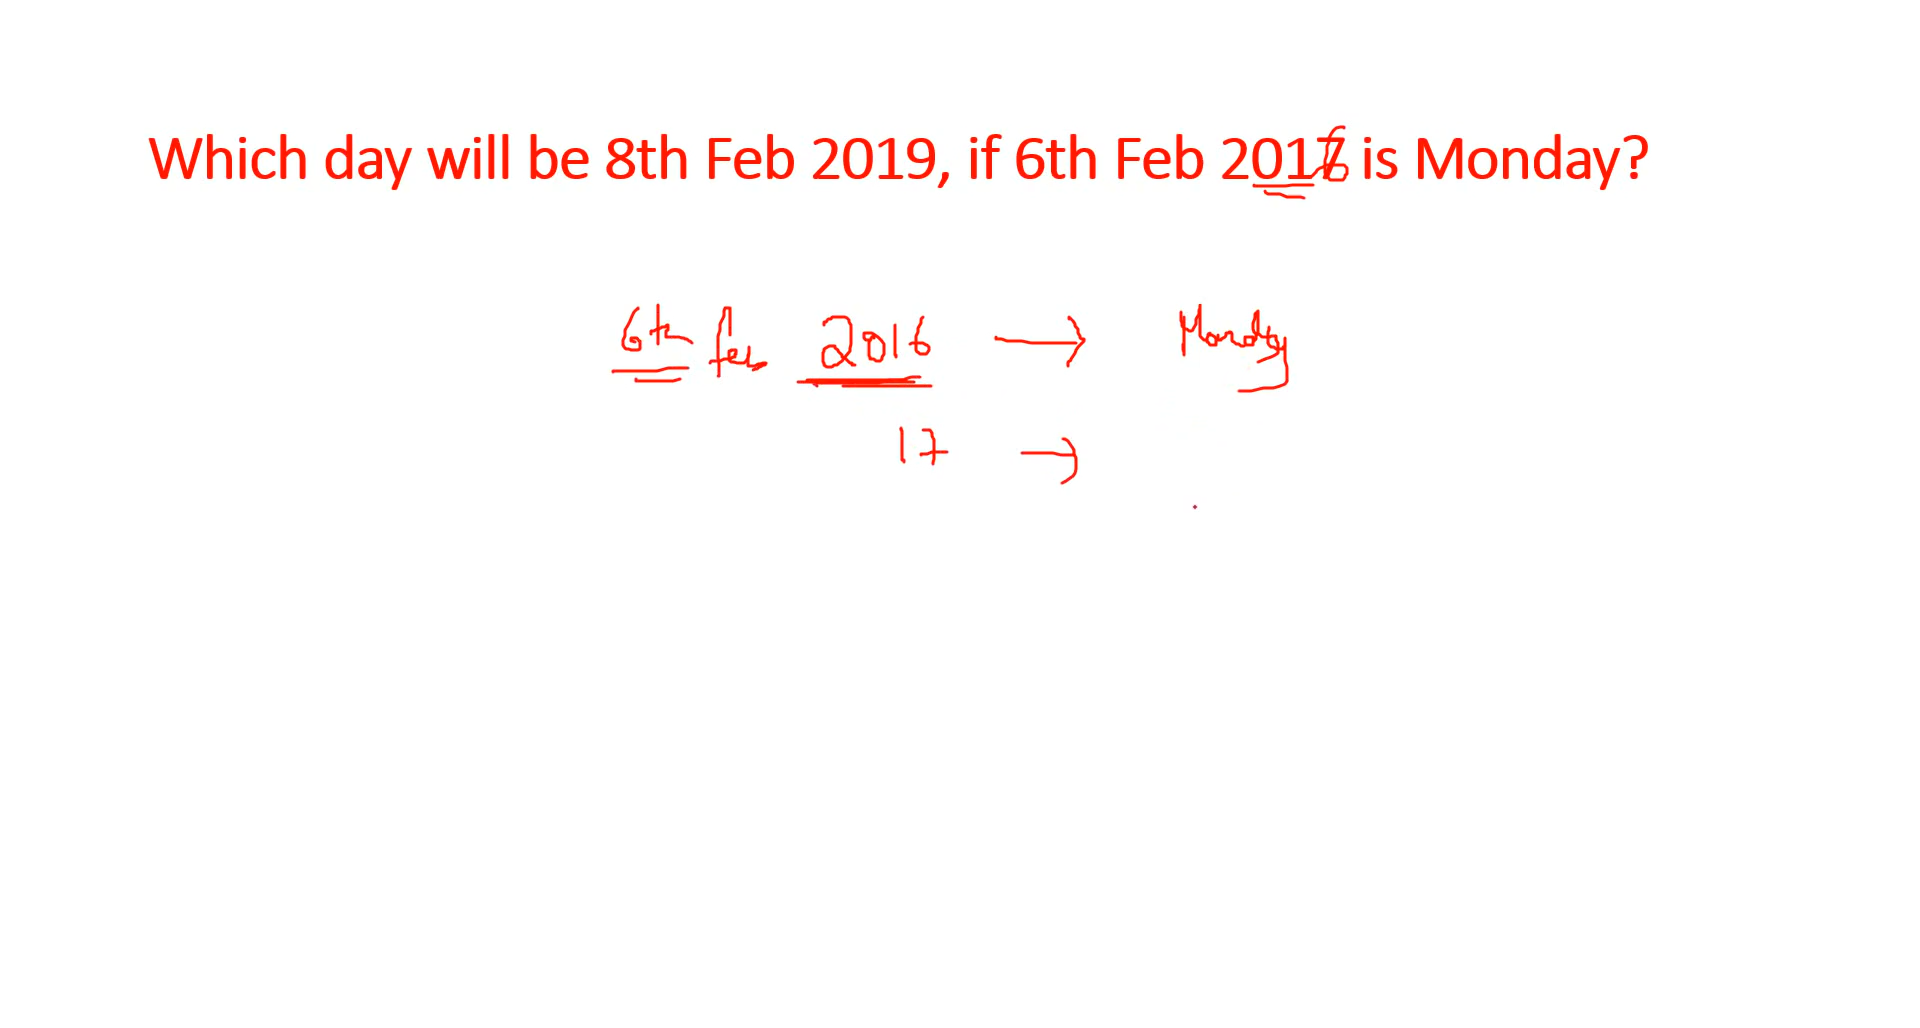 Which day will be 8th Feb 2019, if 6th Feb 2016 is Monday?
6th feb 2016 → Monday
17 →